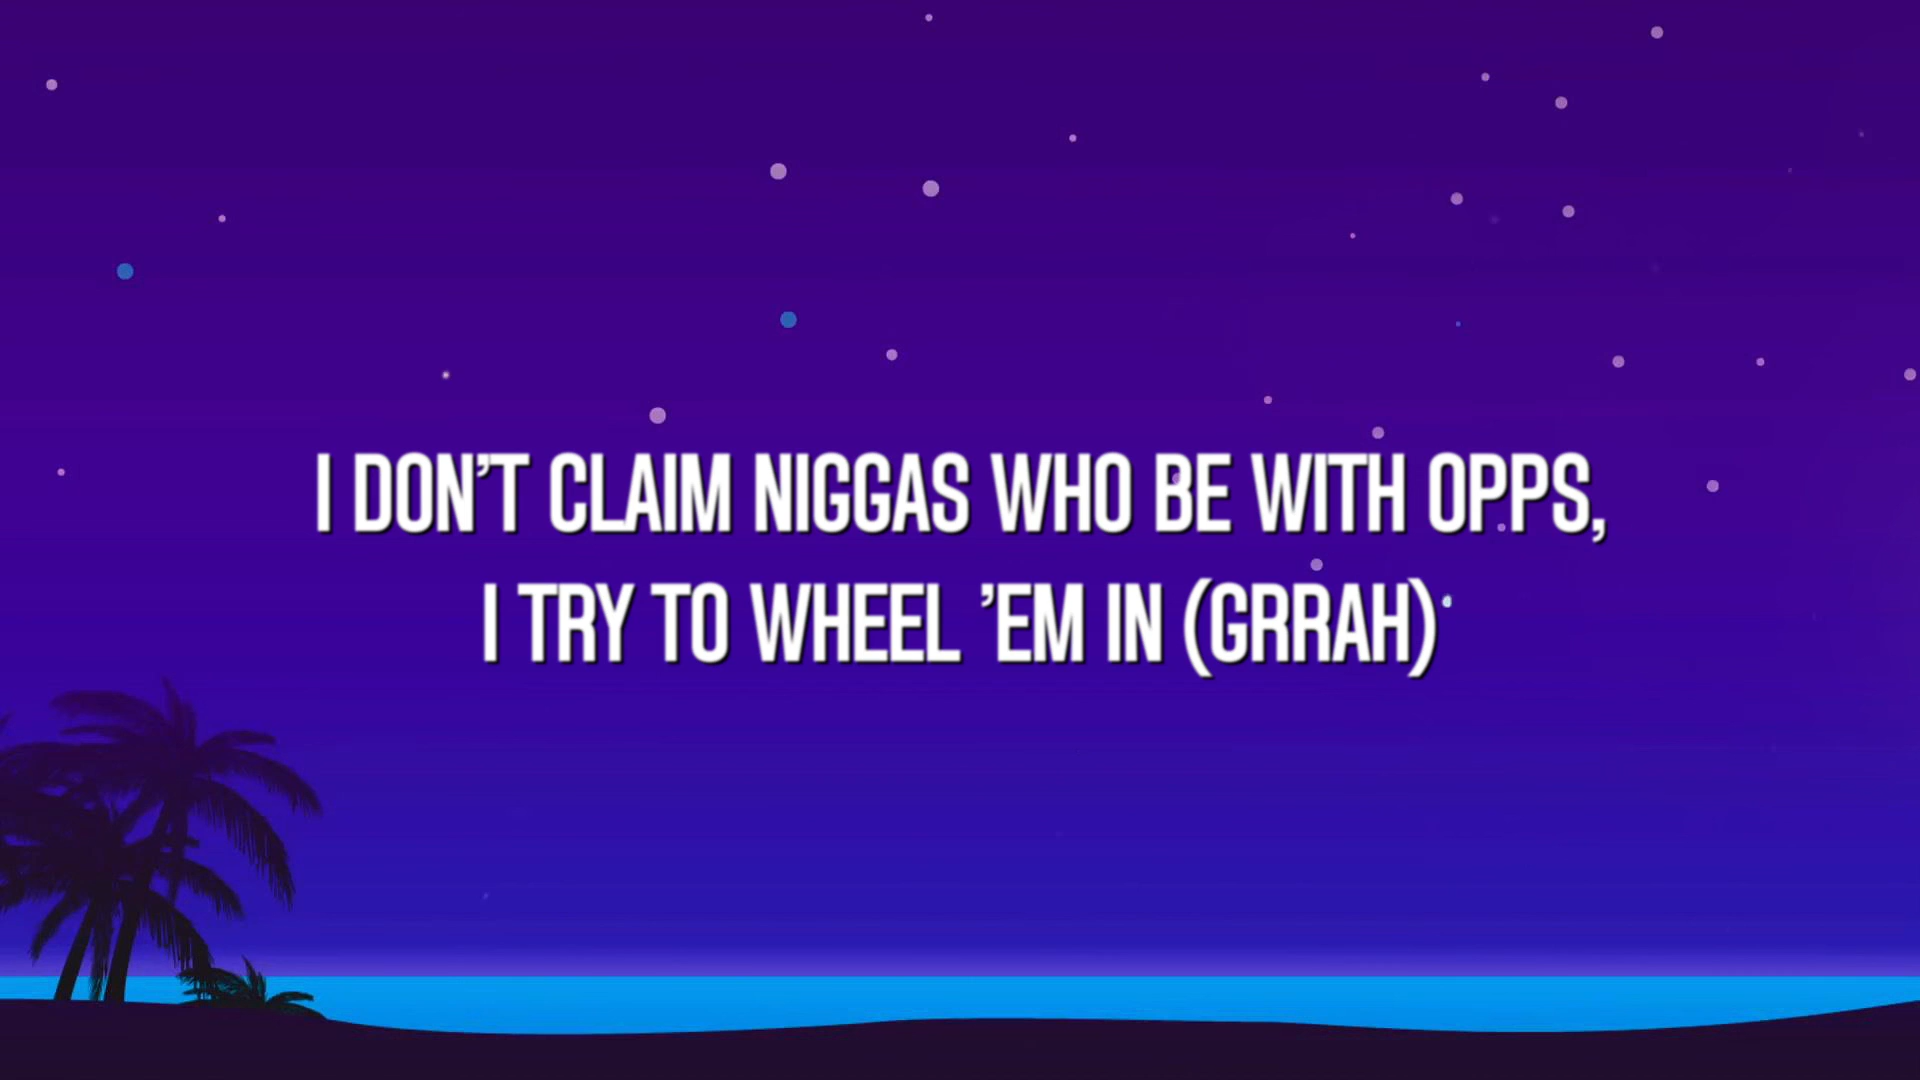 I DON'T CLAIM NIGGAS WHO BE WITH OPPS,
I TRY TO WHEEL 'EM IN (GRRAH)